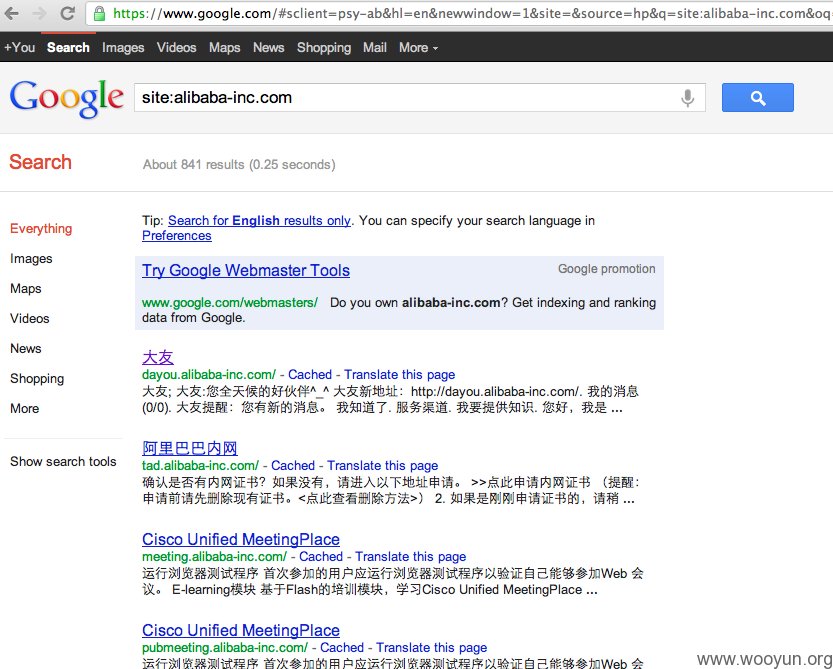 https://www.google.com/#sclient=psy-ab&hl=en&newwindow=1&site=&source=hp&q=site:alibaba-inc.com&oq=
+You Search Images Videos Maps News Shopping Mail More
Google site:alibaba-inc.com
Search About 841 results (0.25 seconds)
Everything
Images
Maps
Videos
News
Shopping
More
Show search tools
Tip: Search for English results only. You can specify your search language in
Preferences
Try Google Webmaster Tools Google promotion
www.google.com/webmasters/ Do you own alibaba-inc.com? Get indexing and ranking
data from Google.
大友
dayou.alibaba-inc.com/ - Cached - Translate this page
大友; 大友:您全天候的好伙伴^_^ 大友新地址：http://dayou.alibaba-inc.com/. 我的消息
(0/0). 大友提醒：您有新的消息。 我知道了. 服务渠道. 我要提供知识. 您好，我是 ...
阿里巴巴内网
tad.alibaba-inc.com/ - Cached - Translate this page
确认是否有内网证书？如果没有，请进入以下地址申请。 >>点此申请内网证书 （提醒：
申请前请先删除现有证书。<点此查看删除方法>） 2. 如果是刚刚申请证书的，请稍 ...
Cisco Unified MeetingPlace
meeting.alibaba-inc.com/ - Cached - Translate this page
运行浏览器测试程序 首次参加的用户应运行浏览器测试程序以验证自己能够参加Web 会
议。 E-learning模块 基于Flash的培训模块，学习Cisco Unified MeetingPlace ...
Cisco Unified MeetingPlace
pubmeeting.alibaba-inc.com/ - Cached - Translate this page
运行浏览器测试程序 首次参加的用户应运行浏览器测试程序以验证自己能够参加Web 会
www.wooyun.org